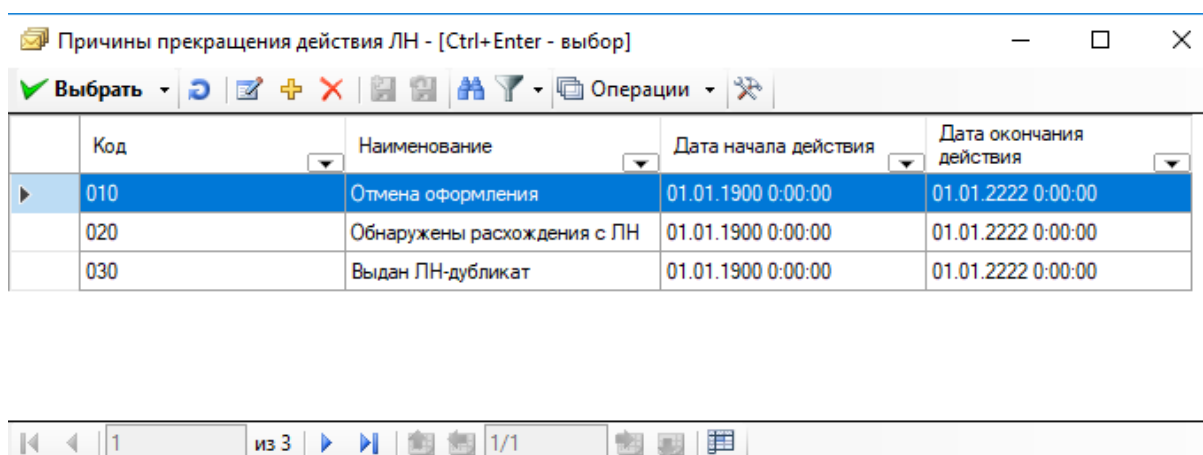 Причины прекращения действия ЛН - [Ctrl+Enter - выбор]
Выбрать Операции
Код Наименование Дата начала действия Дата окончания действия
010 Отмена оформления 01.01.1900 0:00:00 01.01.2222 0:00:00
020 Обнаружены расхождения с ЛН 01.01.1900 0:00:00 01.01.2222 0:00:00
030 Выдан ЛН-дубликат 01.01.1900 0:00:00 01.01.2222 0:00:00
1 из 3 1/1